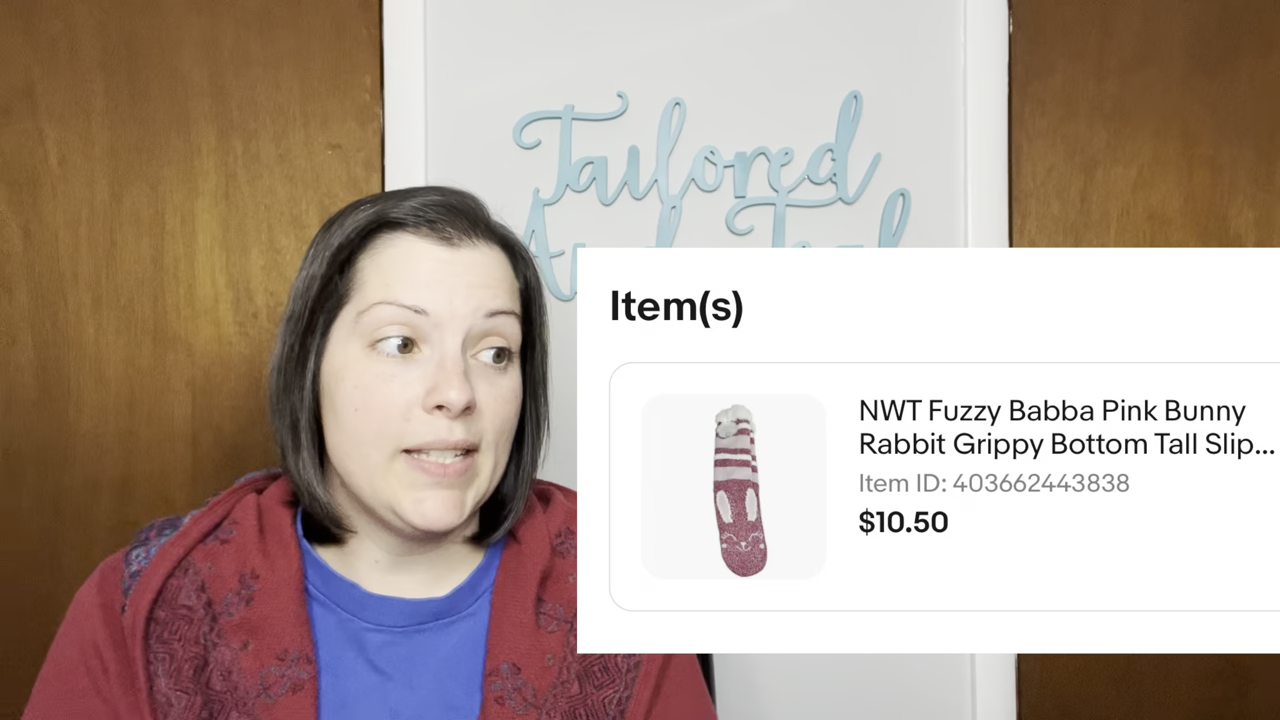 Tailored
Item(s)
NWT Fuzzy Babba Pink Bunny
Rabbit Grippy Bottom Tall Slip...
Item ID: 403662443838
$10.50